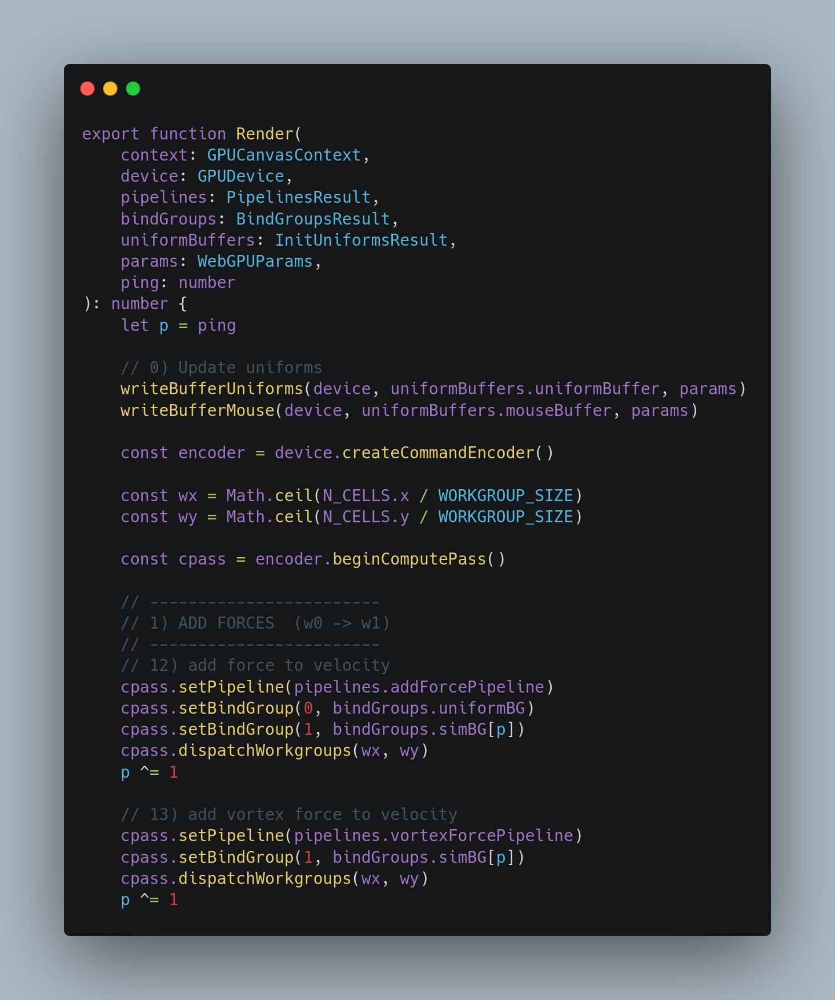 export function Render(
    context: GPUCanvasContext,
    device: GPUDevice,
    pipelines: PipelinesResult,
    bindGroups: BindGroupsResult,
    uniformBuffers: InitUniformsResult,
    params: WebGPUParams,
    ping: number
): number {
    let p = ping

    // 0) Update uniforms
    writeBufferUniforms(device, uniformBuffers.uniformBuffer, params)
    writeBufferMouse(device, uniformBuffers.mouseBuffer, params)

    const encoder = device.createCommandEncoder()

    const wx = Math.ceil(N_CELLS.x / WORKGROUP_SIZE)
    const wy = Math.ceil(N_CELLS.y / WORKGROUP_SIZE)

    const cpass = encoder.beginComputePass()

    // ------------------------
    // 1) ADD FORCES  (w0 -> w1)
    // ------------------------
    // 12) add force to velocity
    cpass.setPipeline(pipelines.addForcePipeline)
    cpass.setBindGroup(0, bindGroups.uniformBG)
    cpass.setBindGroup(1, bindGroups.simBG[p])
    cpass.dispatchWorkgroups(wx, wy)
    p ^= 1

    // 13) add vortex force to velocity
    cpass.setPipeline(pipelines.vortexForcePipeline)
    cpass.setBindGroup(1, bindGroups.simBG[p])
    cpass.dispatchWorkgroups(wx, wy)
    p ^= 1